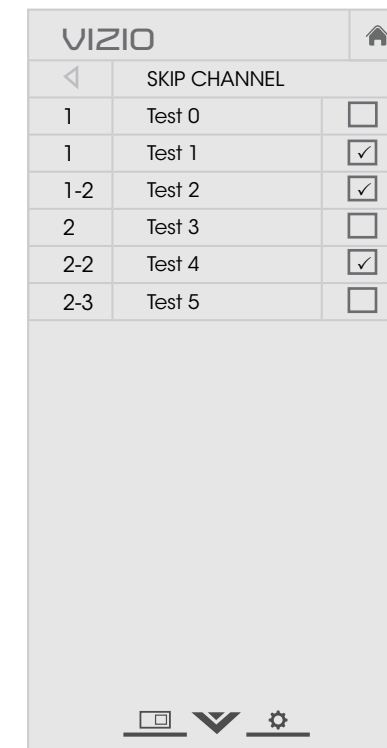 VIZIO
SKIP CHANNEL
1 Test 0
1 Test 1
1-2 Test 2
2 Test 3
2-2 Test 4
2-3 Test 5